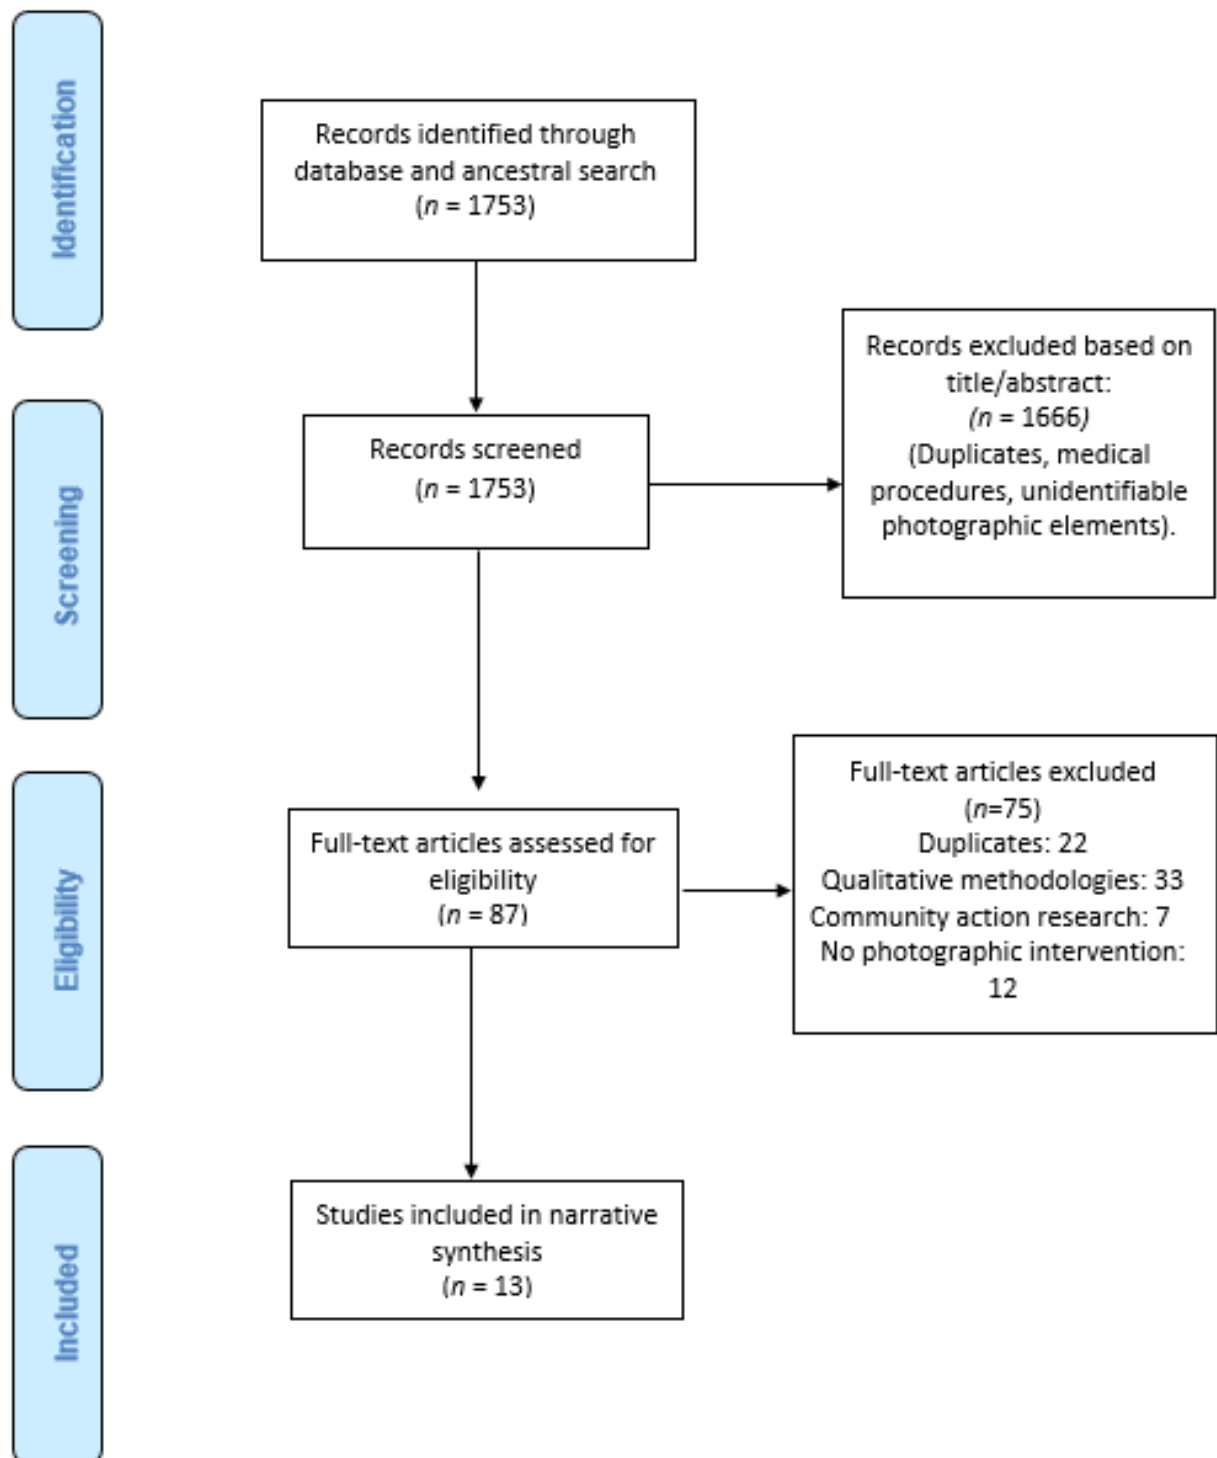 Identification
Records identified through
database and ancestral search
(n = 1753)
Records excluded based on
title/abstract:
(n = 1666)
(Duplicates, medical
procedures, unidentifiable
photographic elements).
Screening
Records screened
(n = 1753)
Full-text articles excluded
(n=75)
Duplicates: 22
Qualitative methodologies: 33
Community action research: 7
No photographic intervention:
12
Eligibility
Full-text articles assessed for
eligibility
(n = 87)
Included
Studies included in narrative
synthesis
(n = 13)